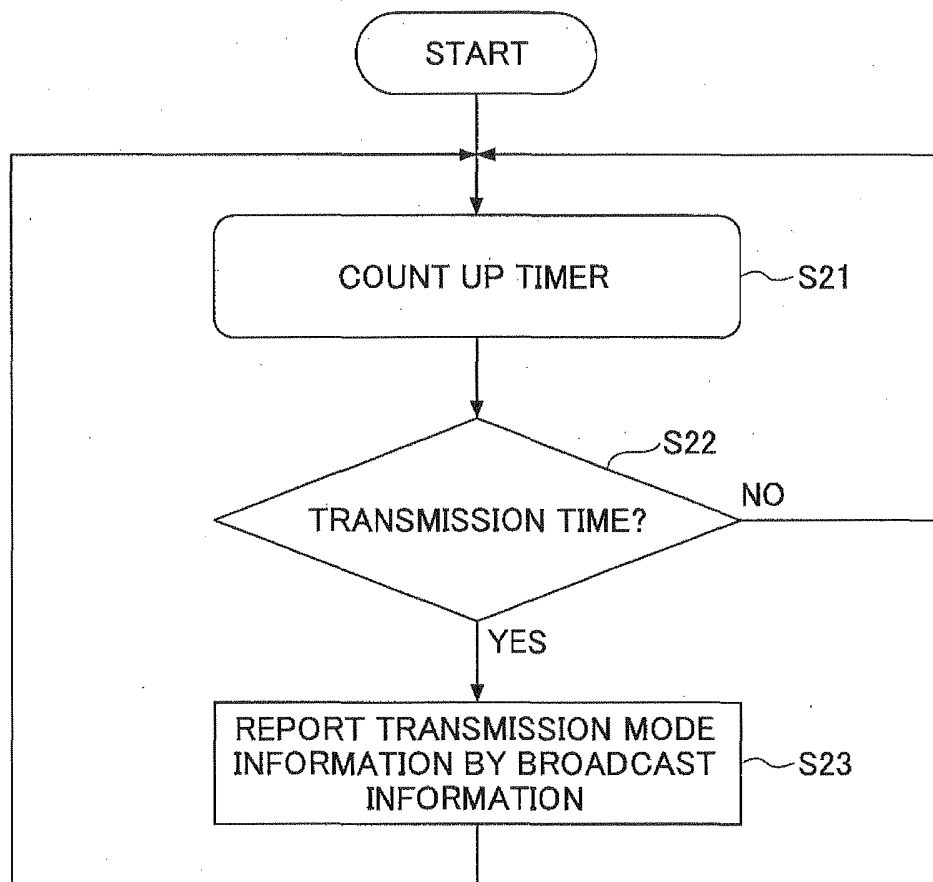 START
COUNT UP TIMER
S21
S22
TRANSMISSION TIME?
NO
YES
REPORT TRANSMISSION MODE
INFORMATION BY BROADCAST
INFORMATION
S23